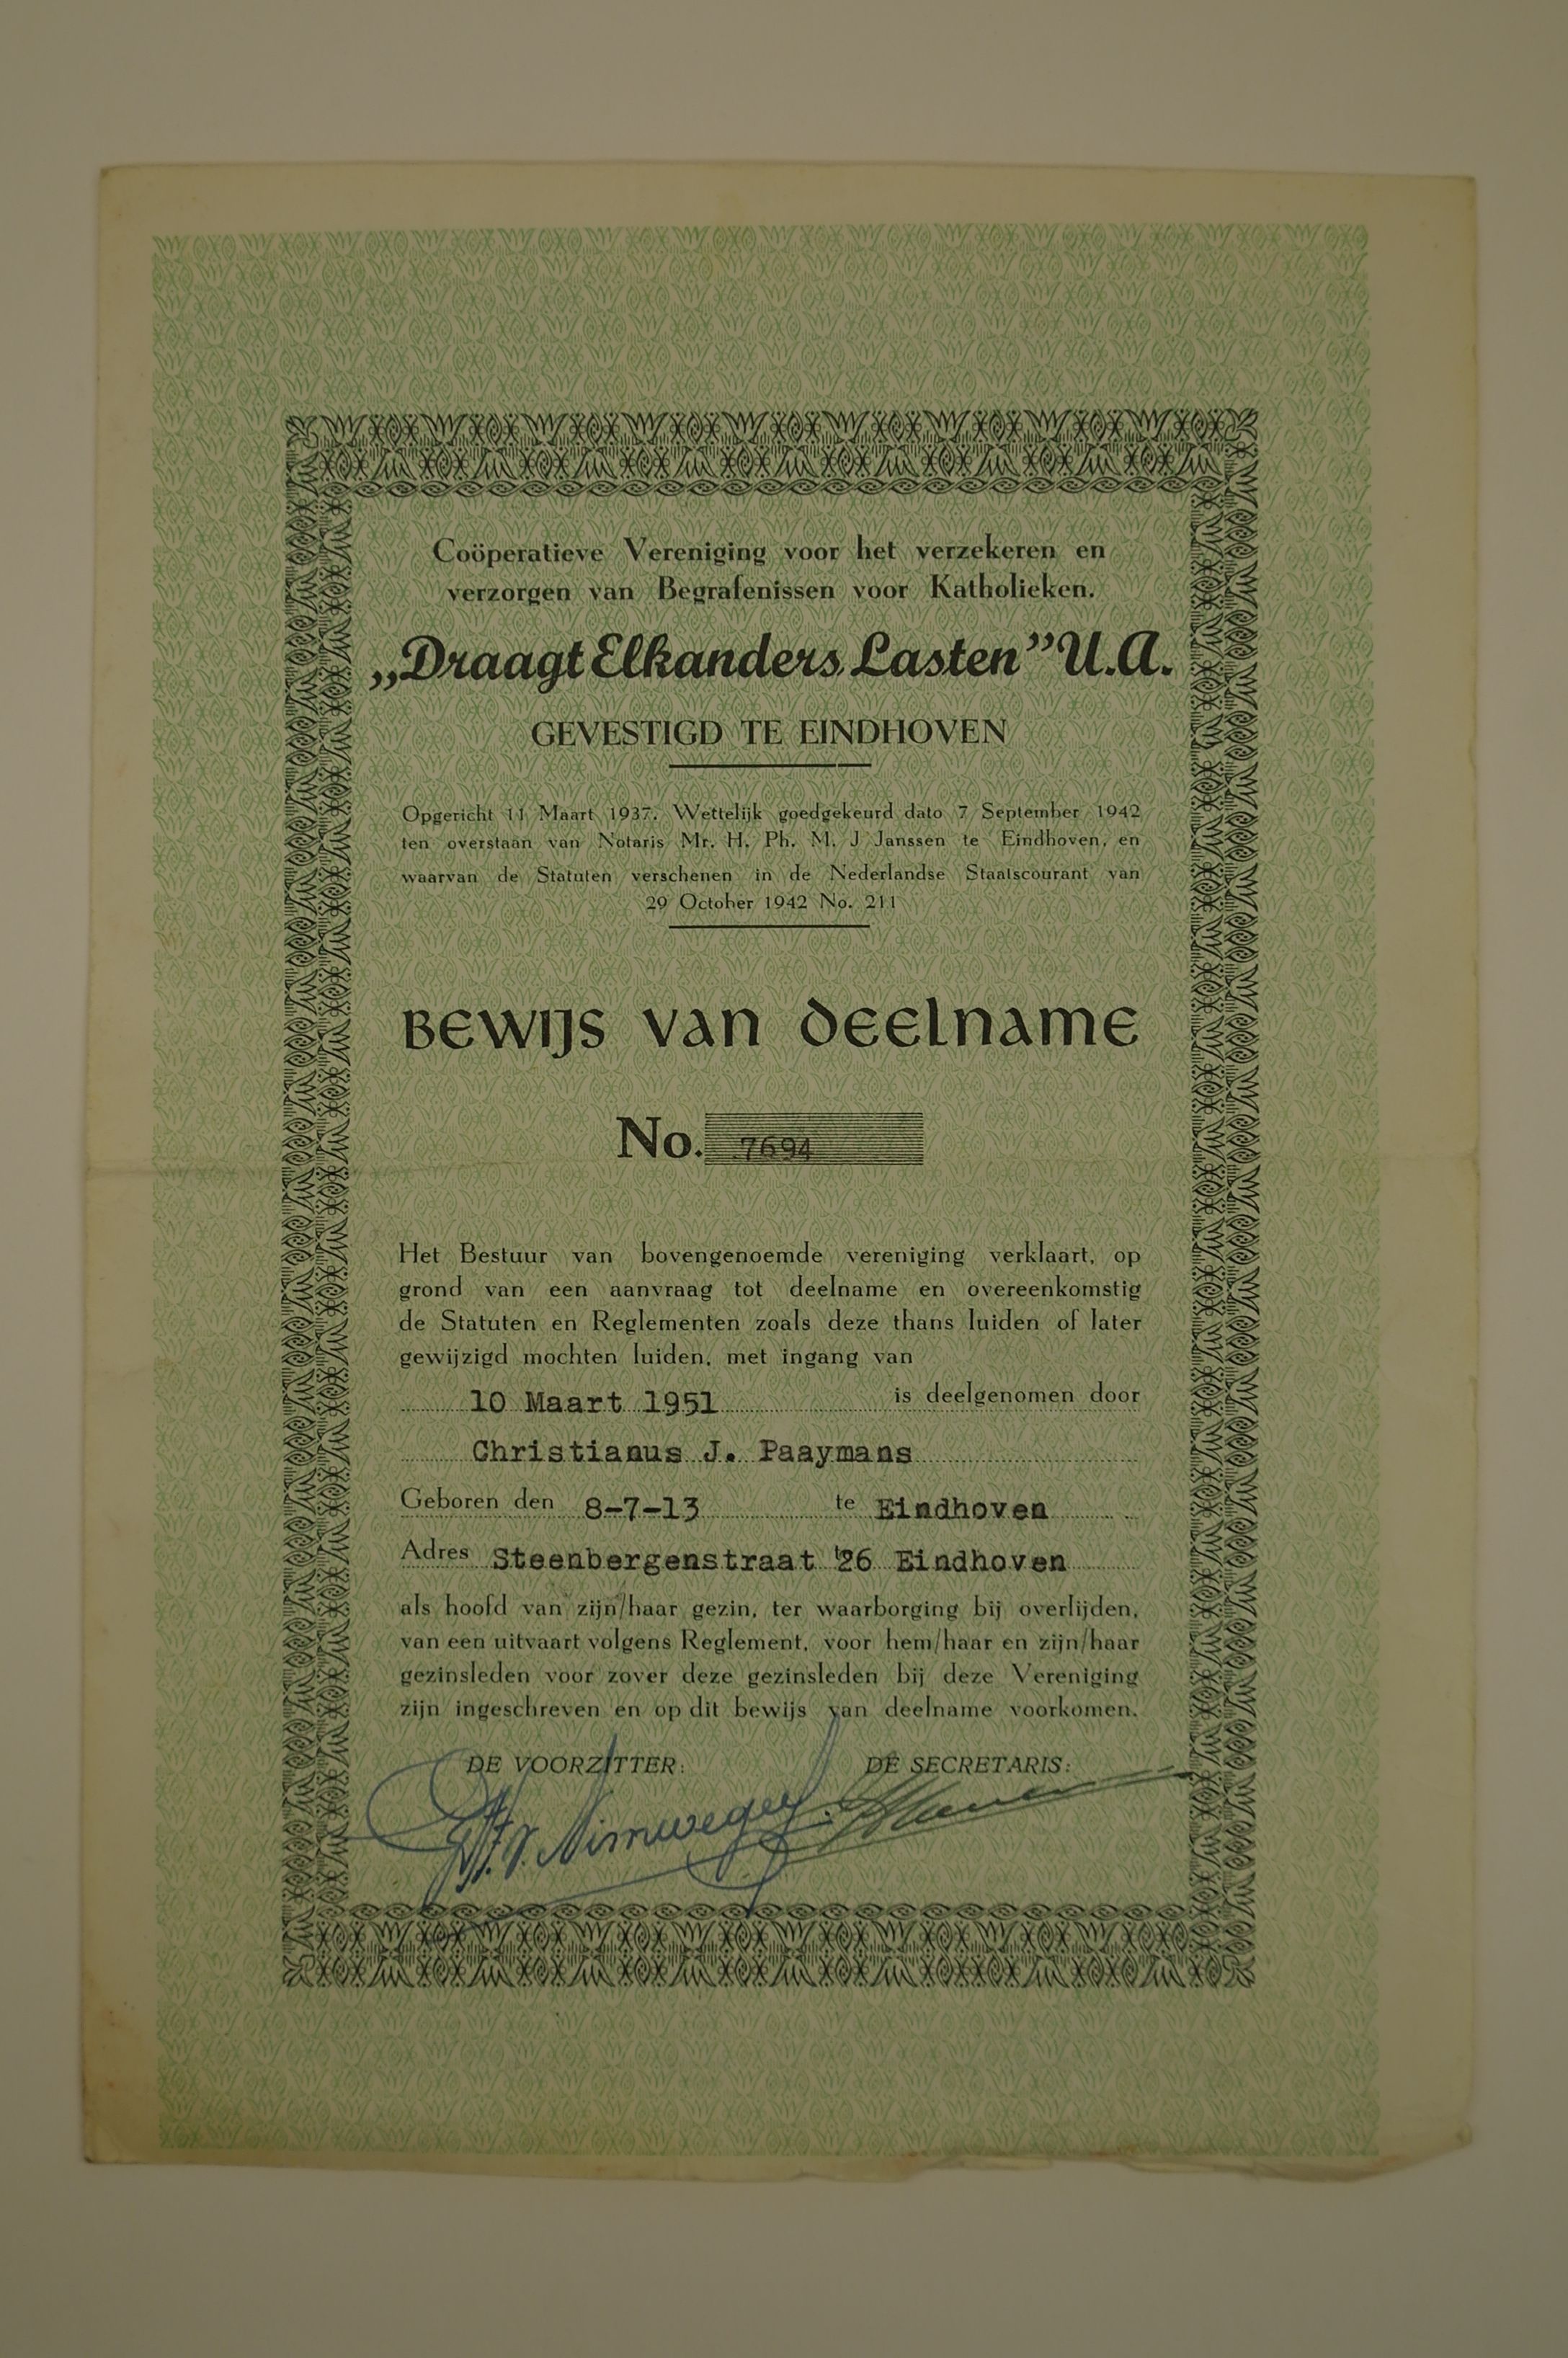 Coöperatieve Vereniging voor het verzekeren en
verzorgen van Begrafenissen voor Katholieken.
„Draagt Elkanders Lasten” U.A.
GEVESTIGD TE EINDHOVEN
Opgericht 11 Maart 1937. Wettelijk goedgekeurd dato 7 September 1942
ten overstaan van Notaris Mr. H. Ph. M. J Janssen te Eindhoven, en
waarvan de Statuten verschenen in de Nederlandse Staatscourant van
29 October 1942 No. 211
BEWIJS VAN DEELNAME
No. 7694
Het Bestuur van bovengenoemde vereniging verklaart, op
grond van een aanvraag tot deelname en overeenkomstig
de Statuten en Reglementen zoals deze thans luiden of later
gewijzigd mochten luiden, met ingang van
10 Maart 1951 is deelgenomen door
Christianus J. Paaymans
Geboren den 8-7-13 te Eindhoven
Adres Steenbergenstraat 26 Eindhoven
als hoofd van zijn/haar gezin, ter waarborging bij overlijden,
van een uitvaart volgens Reglement, voor hem/haar en zijn/haar
gezinsleden voor zover deze gezinsleden bij deze Vereniging
zijn ingeschreven en op dit bewijs van deelname voorkomen.
DE VOORZITTER: DE SECRETARIS: